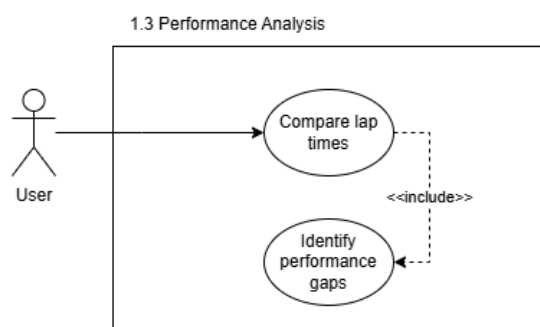 1.3 Performance Analysis
Compare lap
times
User
<<include>>
Identify
performance
gaps